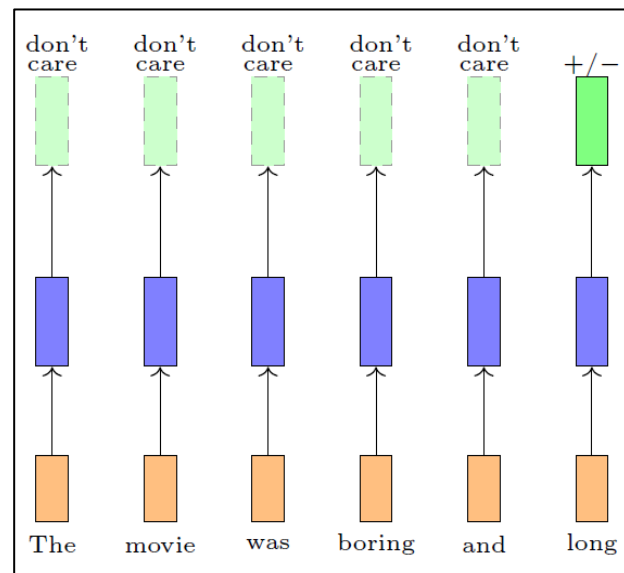 don't don't don't don't don't
care care care care care +/−
The movie was boring and long